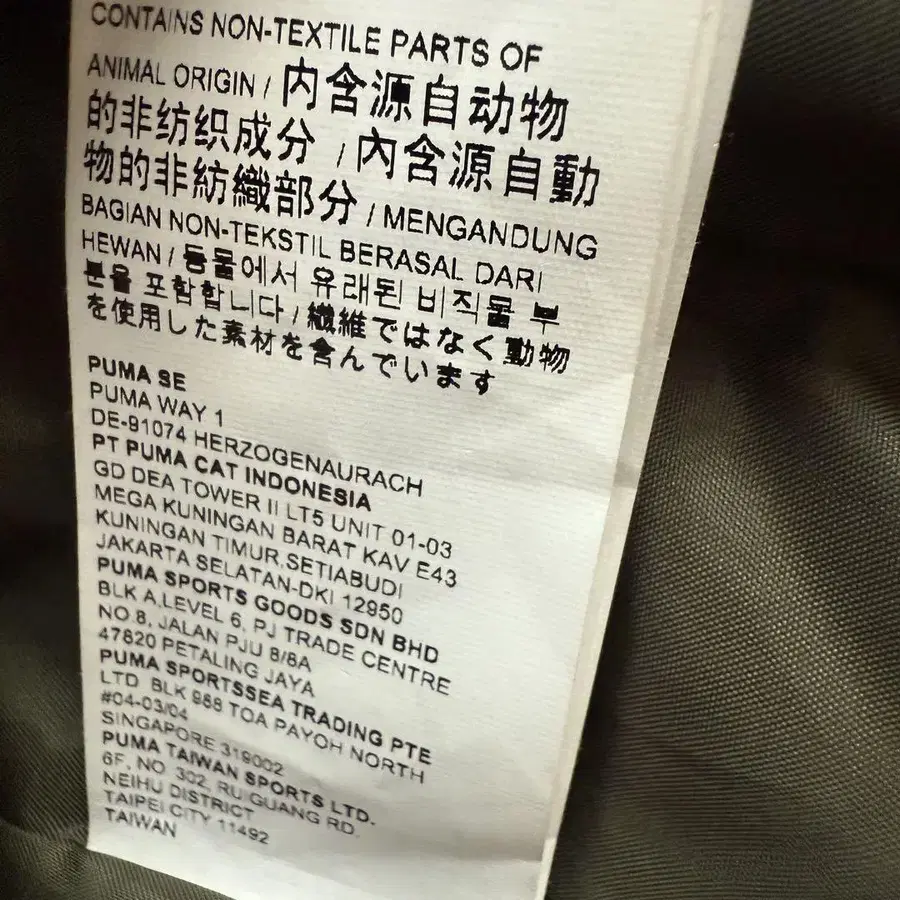 CONTAINS NON-TEXTILE PARTS OF
ANIMAL ORIGIN / 内含源自动物
的非纺织成分 / 内含源自動
物的非紡織部分 / MENGANDUNG
BAGIAN NON-TEKSTIL BERASAL DARI
HEWAN / 동물에서 유래된 비직물 부
분을 포함합니다 / 繊維ではなく動物
を使用した素材を含んでいます
PUMA SE
PUMA WAY 1
DE-91074 HERZOGENAURACH
PT PUMA CAT INDONESIA
GD DEA TOWER II LT5 UNIT 01-03
MEGA KUNINGAN BARAT KAV E43
KUNINGAN TIMUR,SETIABUDI
JAKARTA SELATAN-DKI 12950
PUMA SPORTS GOODS SDN BHD
BLK A,LEVEL 6, PJ TRADE CENTRE
NO.8, JALAN PJU 8/8A
47820 PETALING JAYA
PUMA SPORTSSEA TRADING PTE
LTD BLK 988 TOA PAYOH NORTH
#04-03/04
SINGAPORE 319002
PUMA TAIWAN SPORTS LTD.
6F, NO. 302, RUIGUANG RD.
NEIHU DISTRICT
TAIPEI CITY 11492
TAIWAN